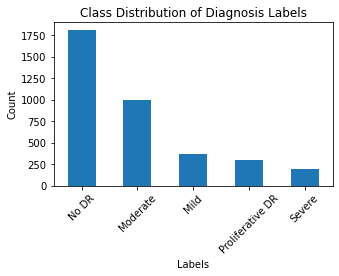 Class Distribution of Diagnosis Labels
1750
1500
1250
1000
750
500
250
0
Count
No DR
Moderate
Mild
Proliferative DR
Severe
Labels